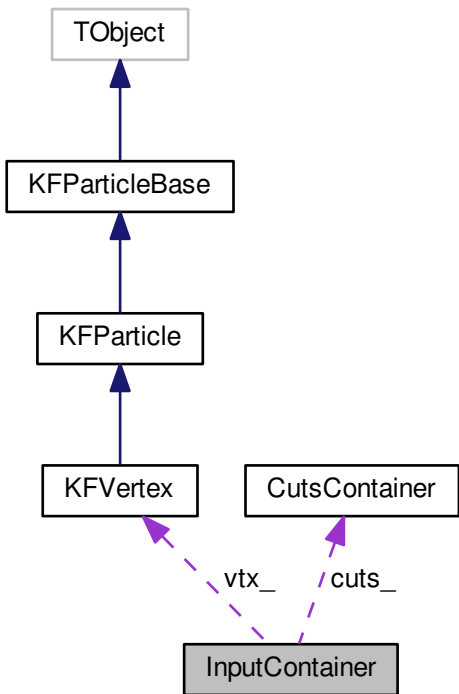 TObject
KFParticleBase
KFParticle
KFVertex
CutsContainer
vtx_
cuts_
InputContainer